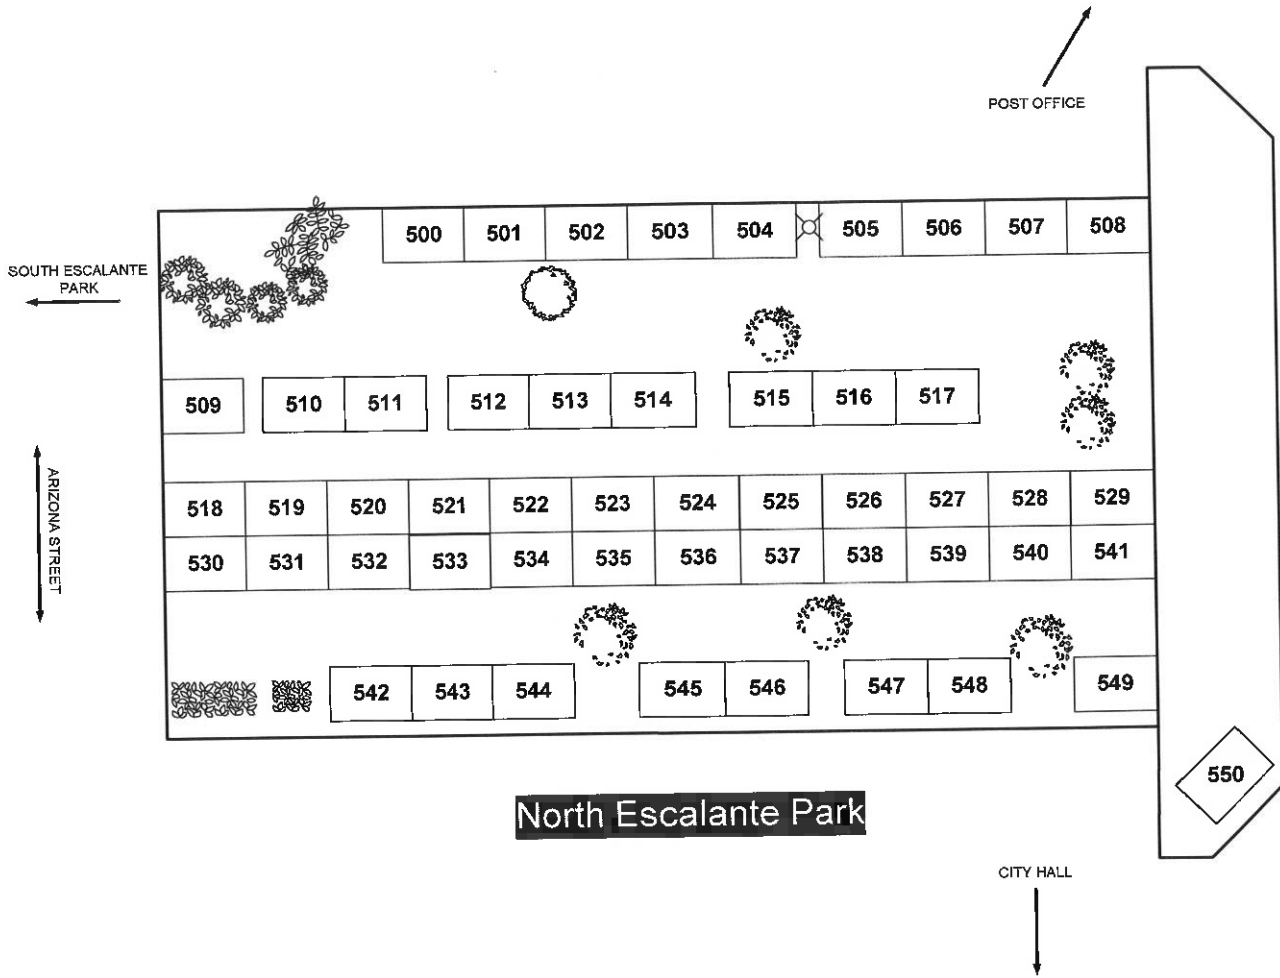 POST OFFICE
500 501 502 503 504 505 506 507 508
SOUTH ESCALANTE
PARK
509 510 511 512 513 514 515 516 517
ARIZONA STREET
518 519 520 521 522 523 524 525 526 527 528 529
530 531 532 533 534 535 536 537 538 539 540 541
542 543 544 545 546 547 548 549
550
North Escalante Park
CITY HALL